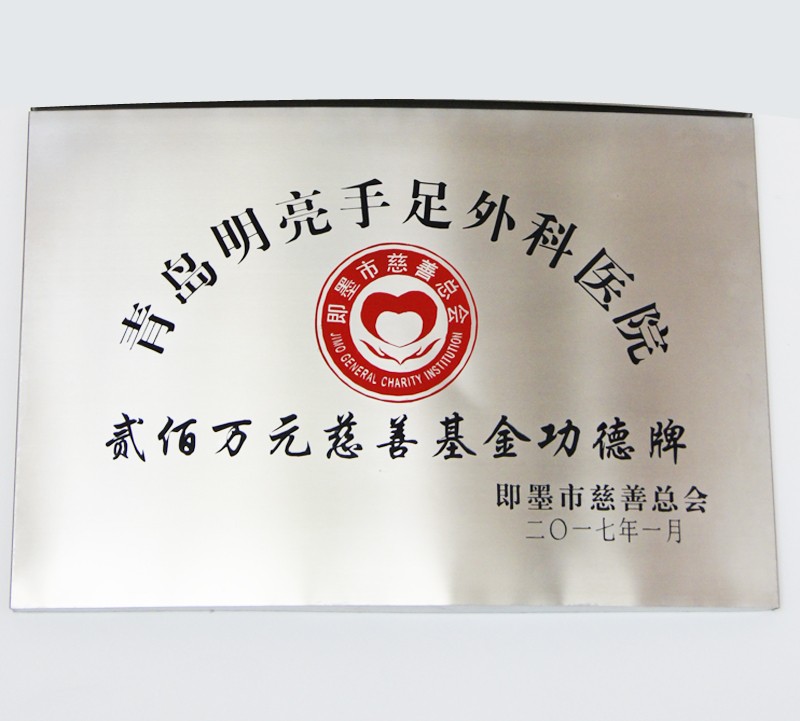 青岛明亮手足外科医院
即墨市慈善总会
JIMO GENERAL CHARITY INSTITUTION
贰佰万元慈善基金功德牌
即墨市慈善总会
二〇一七年一月